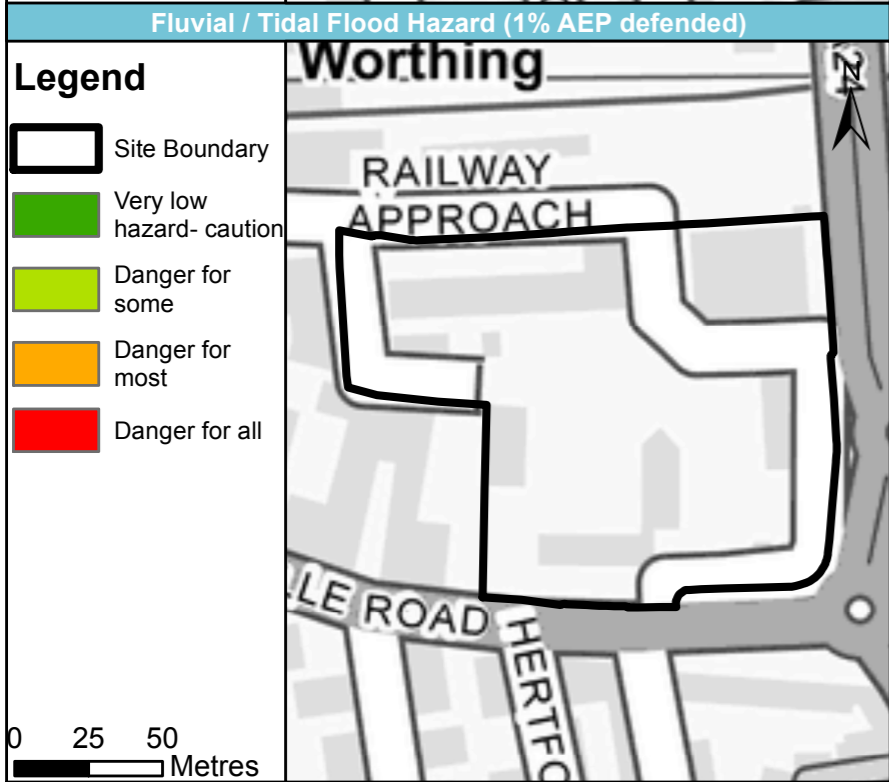 Fluvial / Tidal Flood Hazard (1% AEP defended)
Legend
Site Boundary
Very low
hazard- caution
Danger for
some
Danger for
most
Danger for all
0 25 50
Metres
Worthing
N
RAILWAY
APPROACH
LLE ROAD
HERTFO